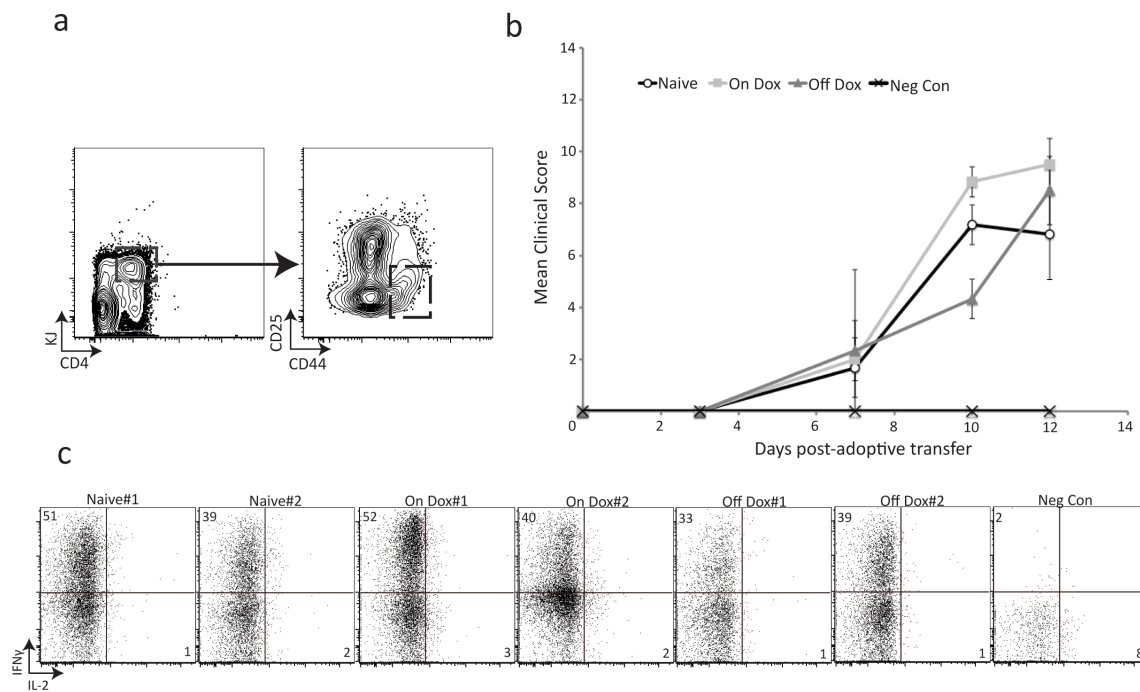 a
KJ
CD4
CD25
CD44
b
Naive On Dox Off Dox Neg Con
Mean Clinical Score
14
12
10
8
6
4
2
0 2 4 6 8 10 12 14
Days post-adoptive transfer
c
Naive#1 Naive#2 On Dox#1 On Dox#2 Off Dox#1 Off Dox#2 Neg Con
51 39 52 40 33 39 2
1 2 3 2 1 1 8
IFNγ
IL-2